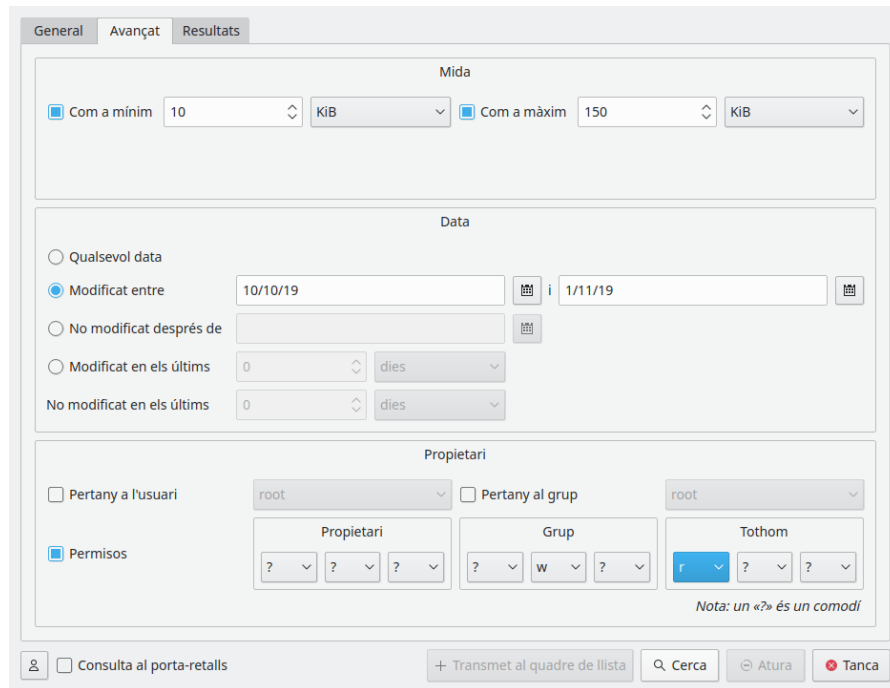 General Avançat Resultats
Mida
Com a mínim 10 KiB Com a màxim 150 KiB
Data
Qualsevol data
Modificat entre 10/10/19 i 1/11/19
No modificat després de
Modificat en els últims 0 dies
No modificat en els últims 0 dies
Propietari
Pertany a l'usuari root Pertany al grup root
Propietari Grup Tothom
Permisos ? ? ? ? w ? r ? ?
Nota: un «?» és un comodí
Consulta al porta-retalls + Transmet al quadre de llista Cerca Atura Tanca